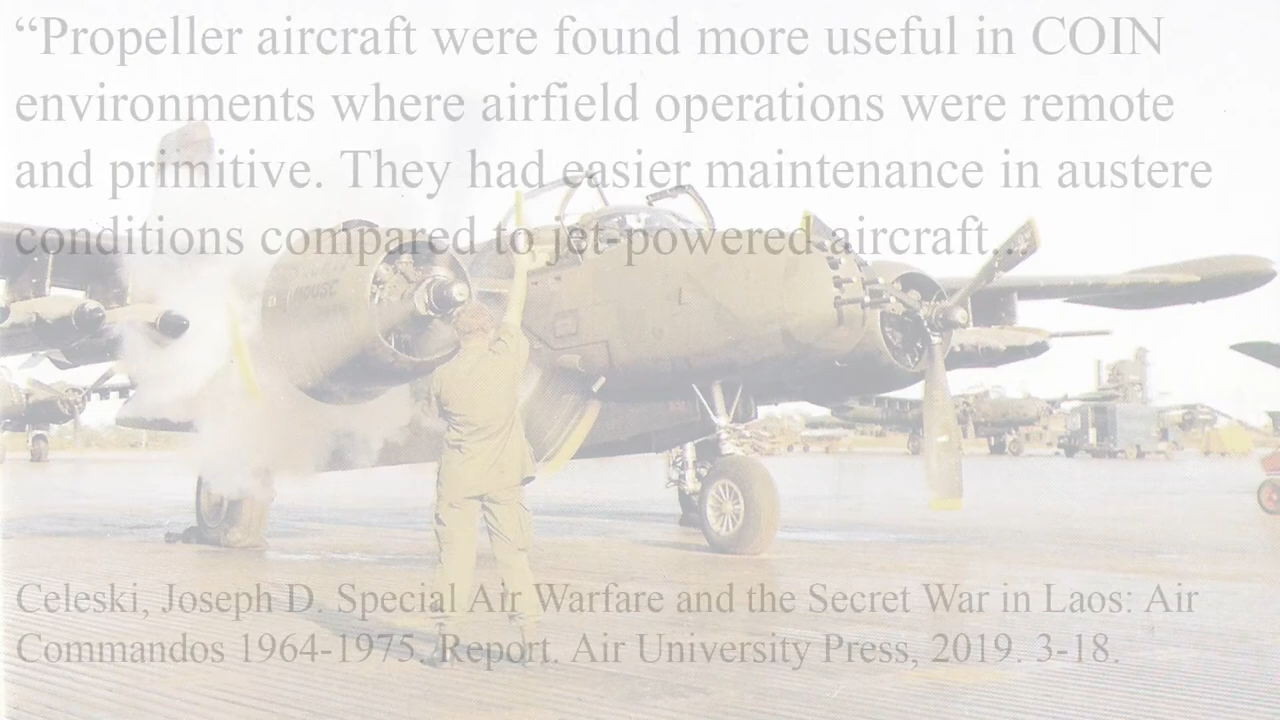 “Propeller aircraft were found more useful in COIN
environments where airfield operations were remote
and primitive. They had easier maintenance in austere
conditions compared to jet-powered aircraft.
Celeski, Joseph D. Special Air Warfare and the Secret War in Laos: Air
Commandos 1964-1975. Report. Air University Press, 2019. 3-18.